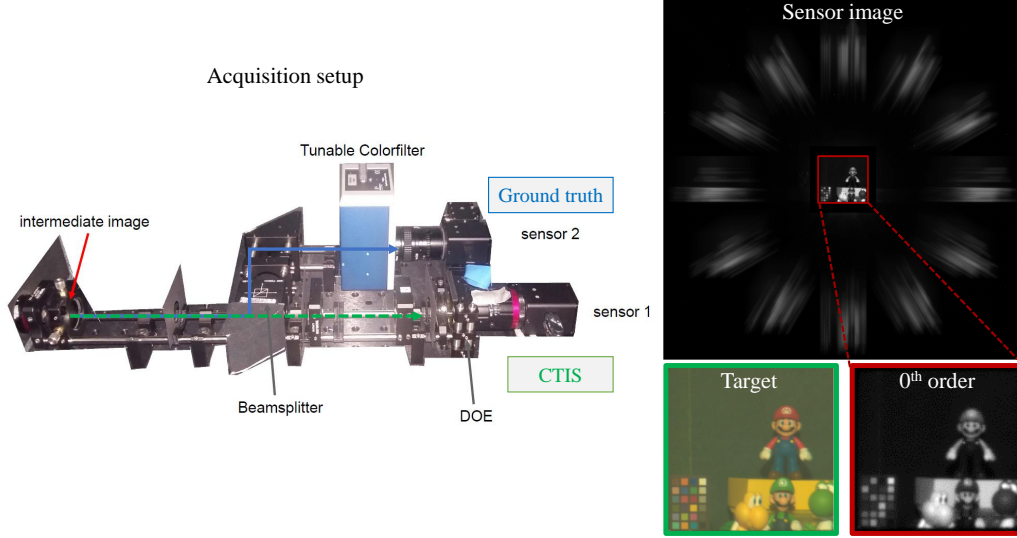 Acquisition setup
Tunable Colorfilter
Ground truth
intermediate image
sensor 2
sensor 1
CTIS
Beamsplitter
DOE
Sensor image
Target
0th order